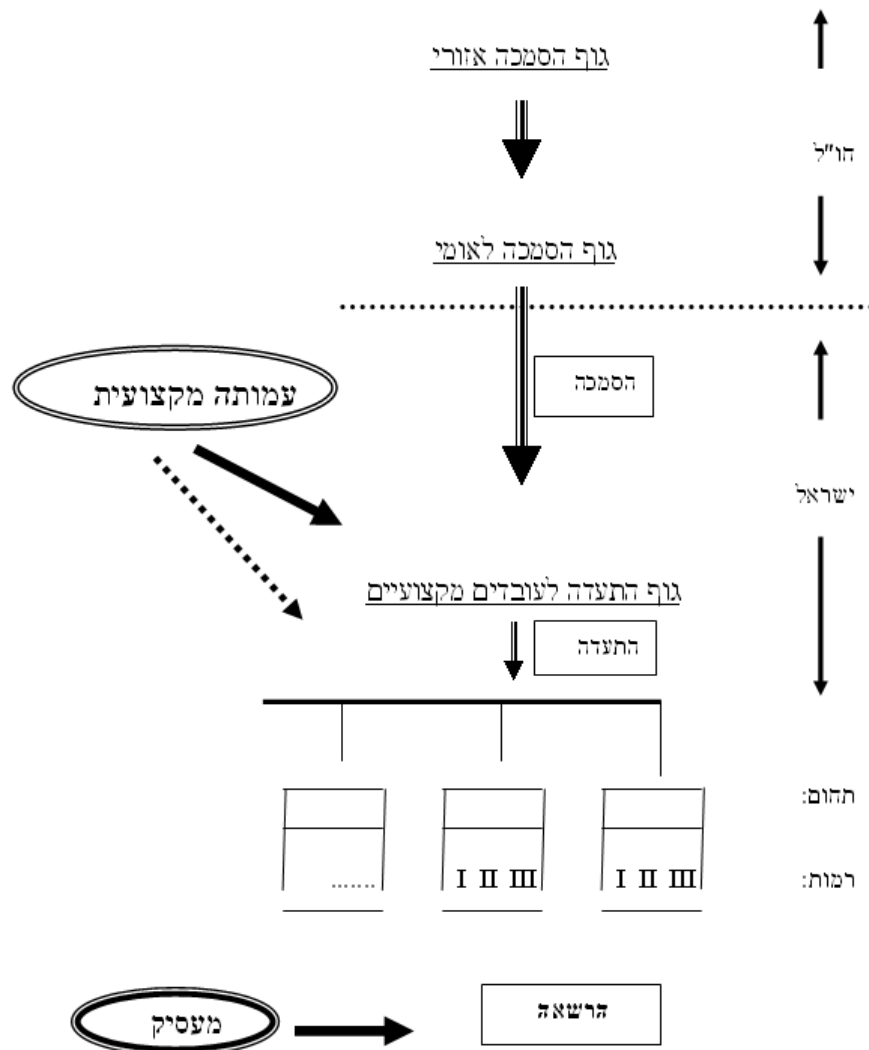 גוף הסמכה אזורי
חו"ל
גוף הסמכה לאומי
הסמכה
עמותה מקצועית
ישראל
גוף התעדה לעובדים מקצועיים
התעדה
תחום:
רמות:
I II III
I II III
.......
הרשאה
מעסיק